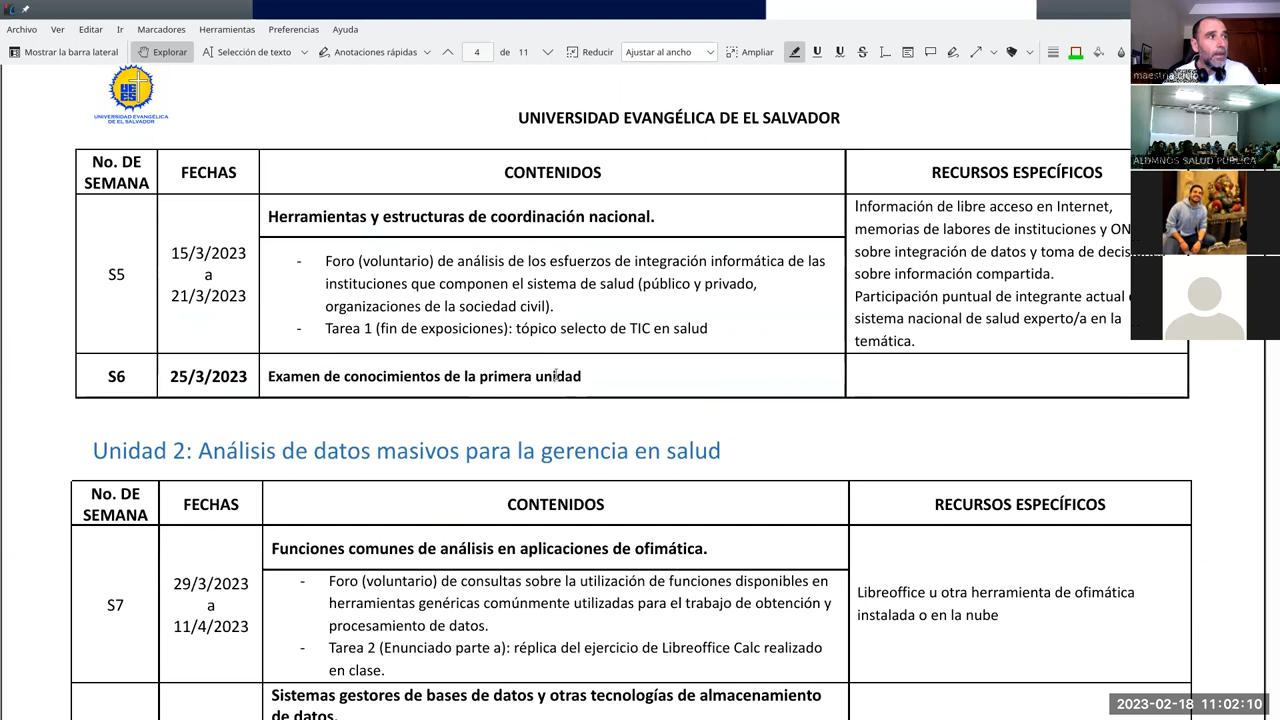 Archivo Ver Editar Ir Marcadores Herramientas Preferencias Ayuda
Mostrar la barra lateral Explorar Selección de texto Anotaciones rápidas 4 de 11 Reducir Ajustar al ancho Ampliar
maestria ciclo
ALUMNOS SALUD PUBLICA
UEES
UNIVERSIDAD EVANGÉLICA
DE EL SALVADOR
UNIVERSIDAD EVANGÉLICA DE EL SALVADOR
No. DE
SEMANA
FECHAS
CONTENIDOS
RECURSOS ESPECÍFICOS
S5
15/3/2023
a
21/3/2023
Herramientas y estructuras de coordinación nacional.
- Foro (voluntario) de análisis de los esfuerzos de integración informática de las
instituciones que componen el sistema de salud (público y privado,
organizaciones de la sociedad civil).
- Tarea 1 (fin de exposiciones): tópico selecto de TIC en salud
Información de libre acceso en Internet,
memorias de labores de instituciones y
sobre integración de datos y toma de
sobre información compartida.
Participación puntual de integrante actual
sistema nacional de salud experto/a en la
temática.
S6
25/3/2023
Examen de conocimientos de la primera unidad
Unidad 2: Análisis de datos masivos para la gerencia en salud
No. DE
SEMANA
FECHAS
CONTENIDOS
RECURSOS ESPECÍFICOS
S7
29/3/2023
a
11/4/2023
Funciones comunes de análisis en aplicaciones de ofimática.
- Foro (voluntario) de consultas sobre la utilización de funciones disponibles en
herramientas genéricas comúnmente utilizadas para el trabajo de obtención y
procesamiento de datos.
- Tarea 2 (Enunciado parte a): réplica del ejercicio de Libreoffice Calc realizado
en clase.
Libreoffice u otra herramienta de ofimática
instalada o en la nube
Sistemas gestores de bases de datos y otras tecnologías de almacenamiento
de datos.
2023-02-18 11:02:10